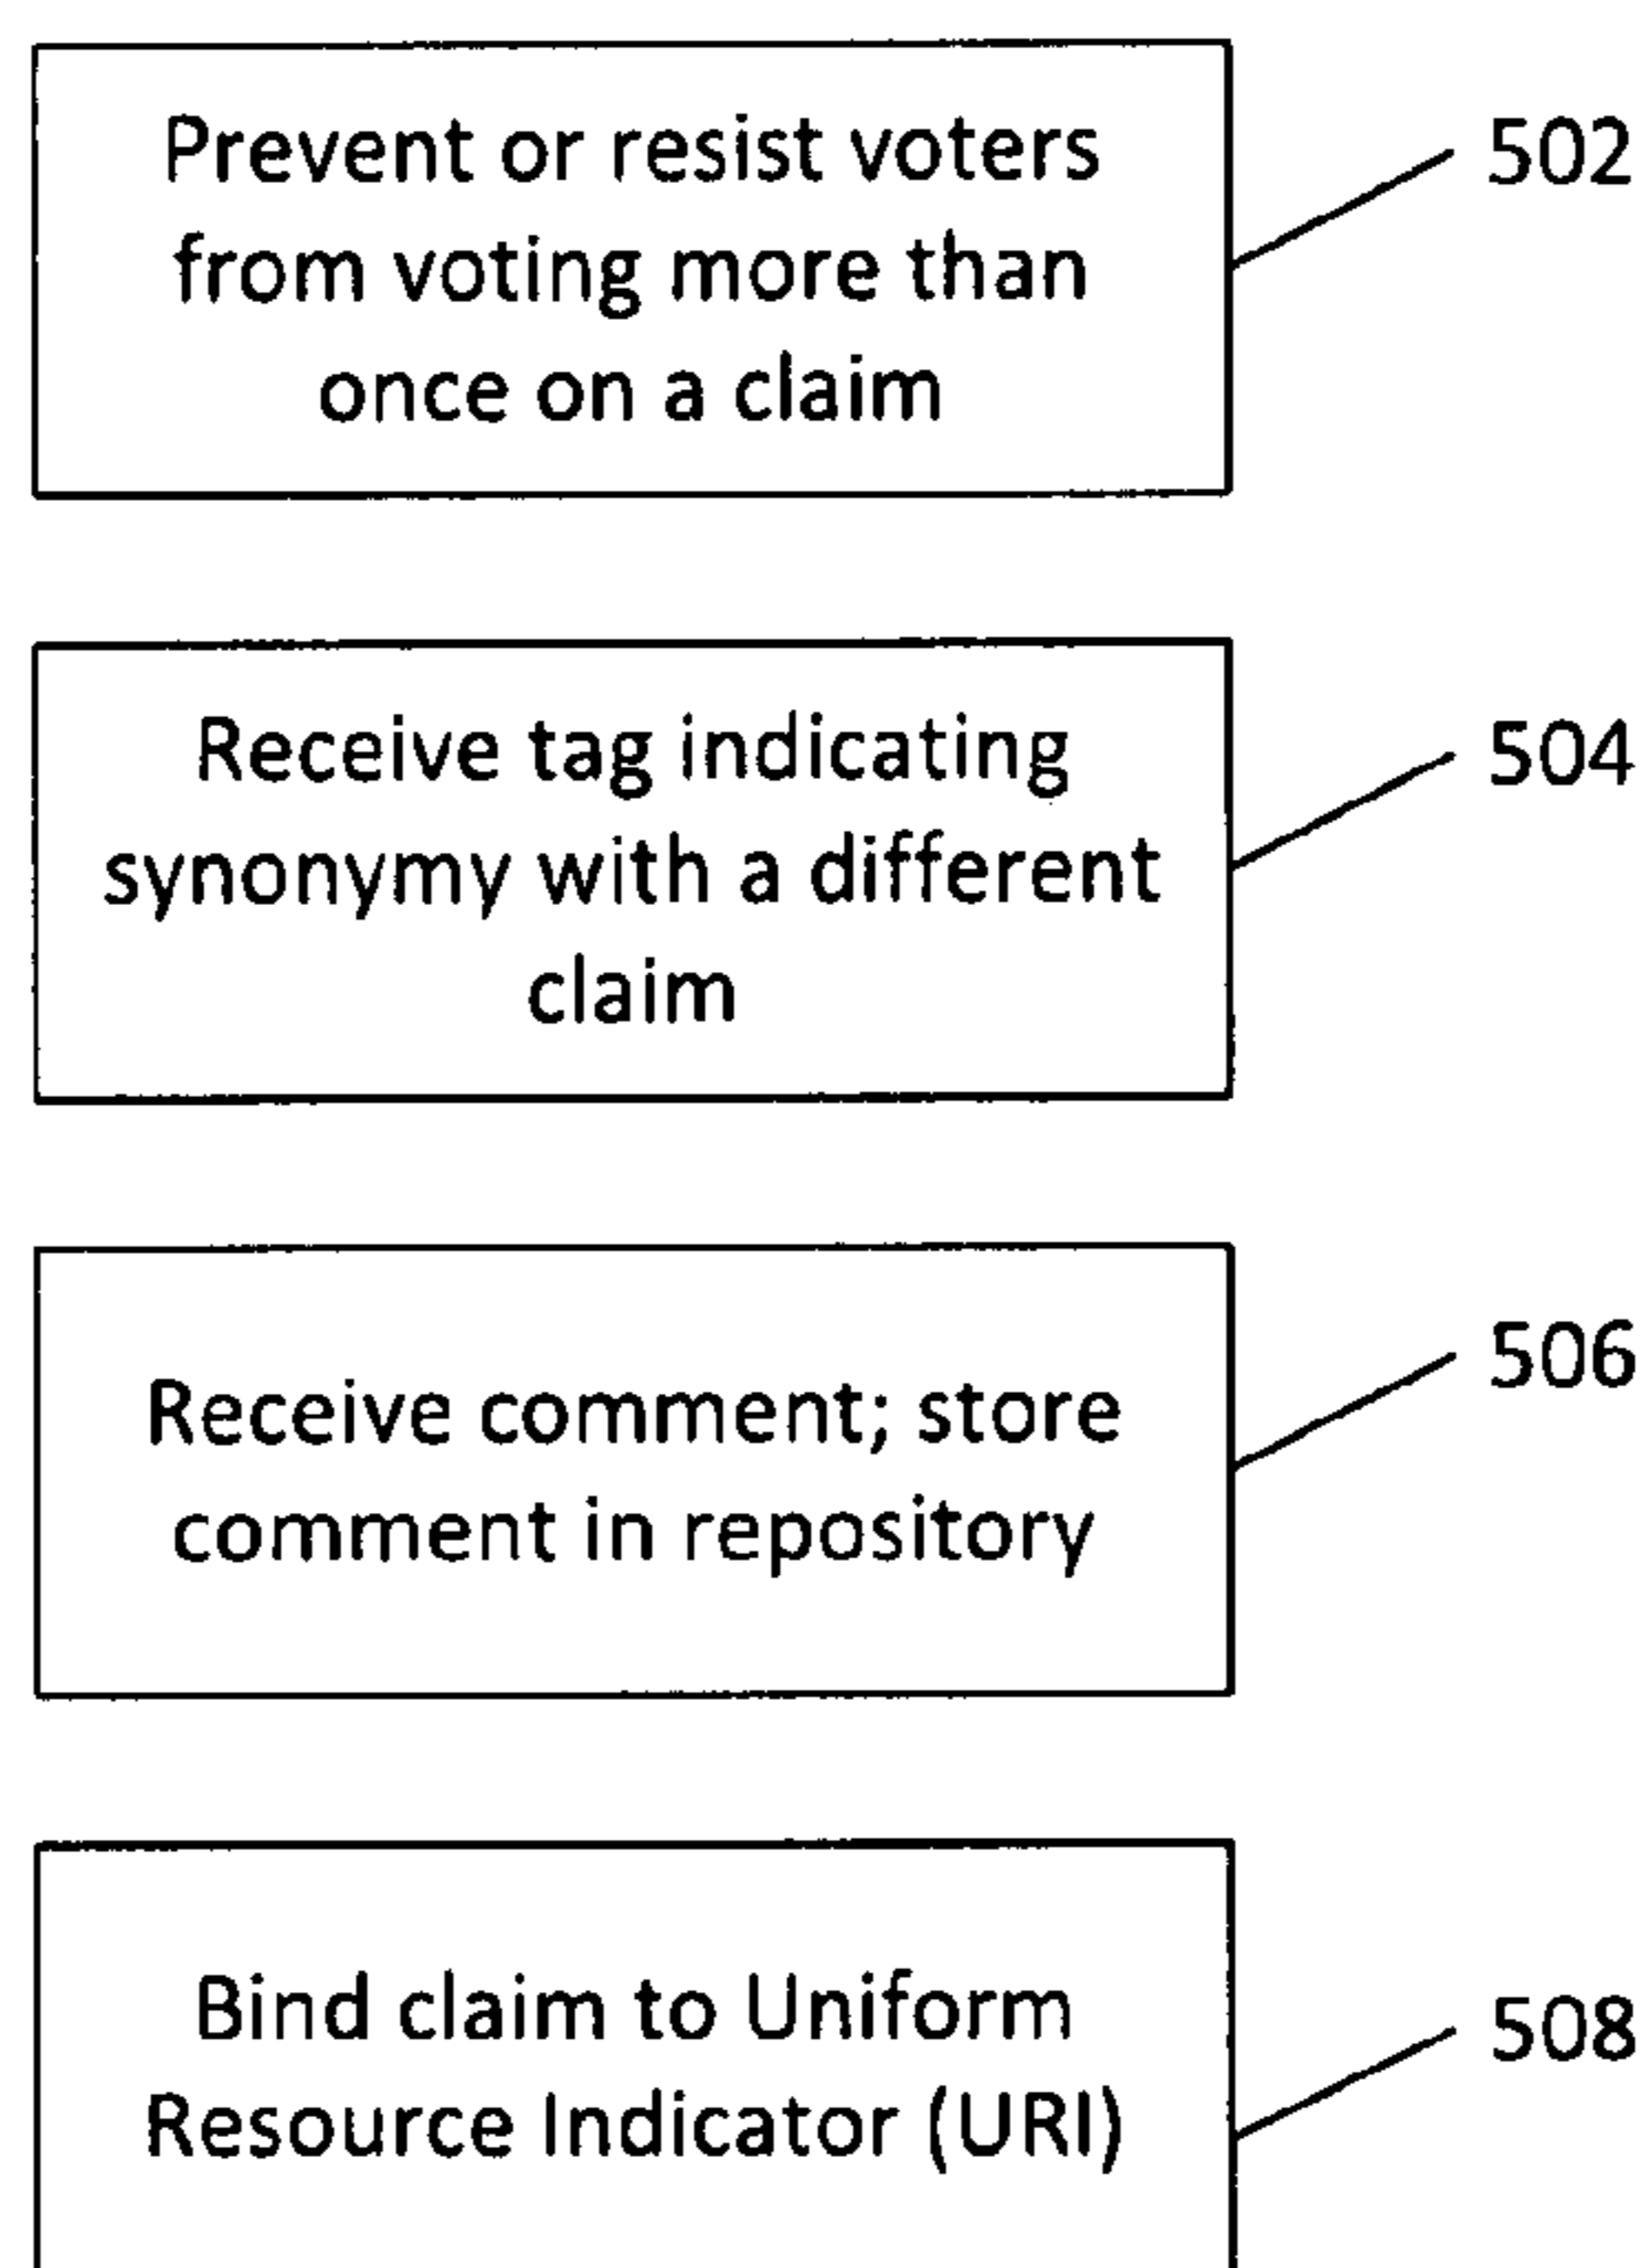 Prevent or resist voters
from voting more than
once on a claim
502
Receive tag indicating
synonymy with a different
claim
504
Receive comment; store
comment in repository
506
Bind claim to Uniform
Resource Indicator (URI)
508